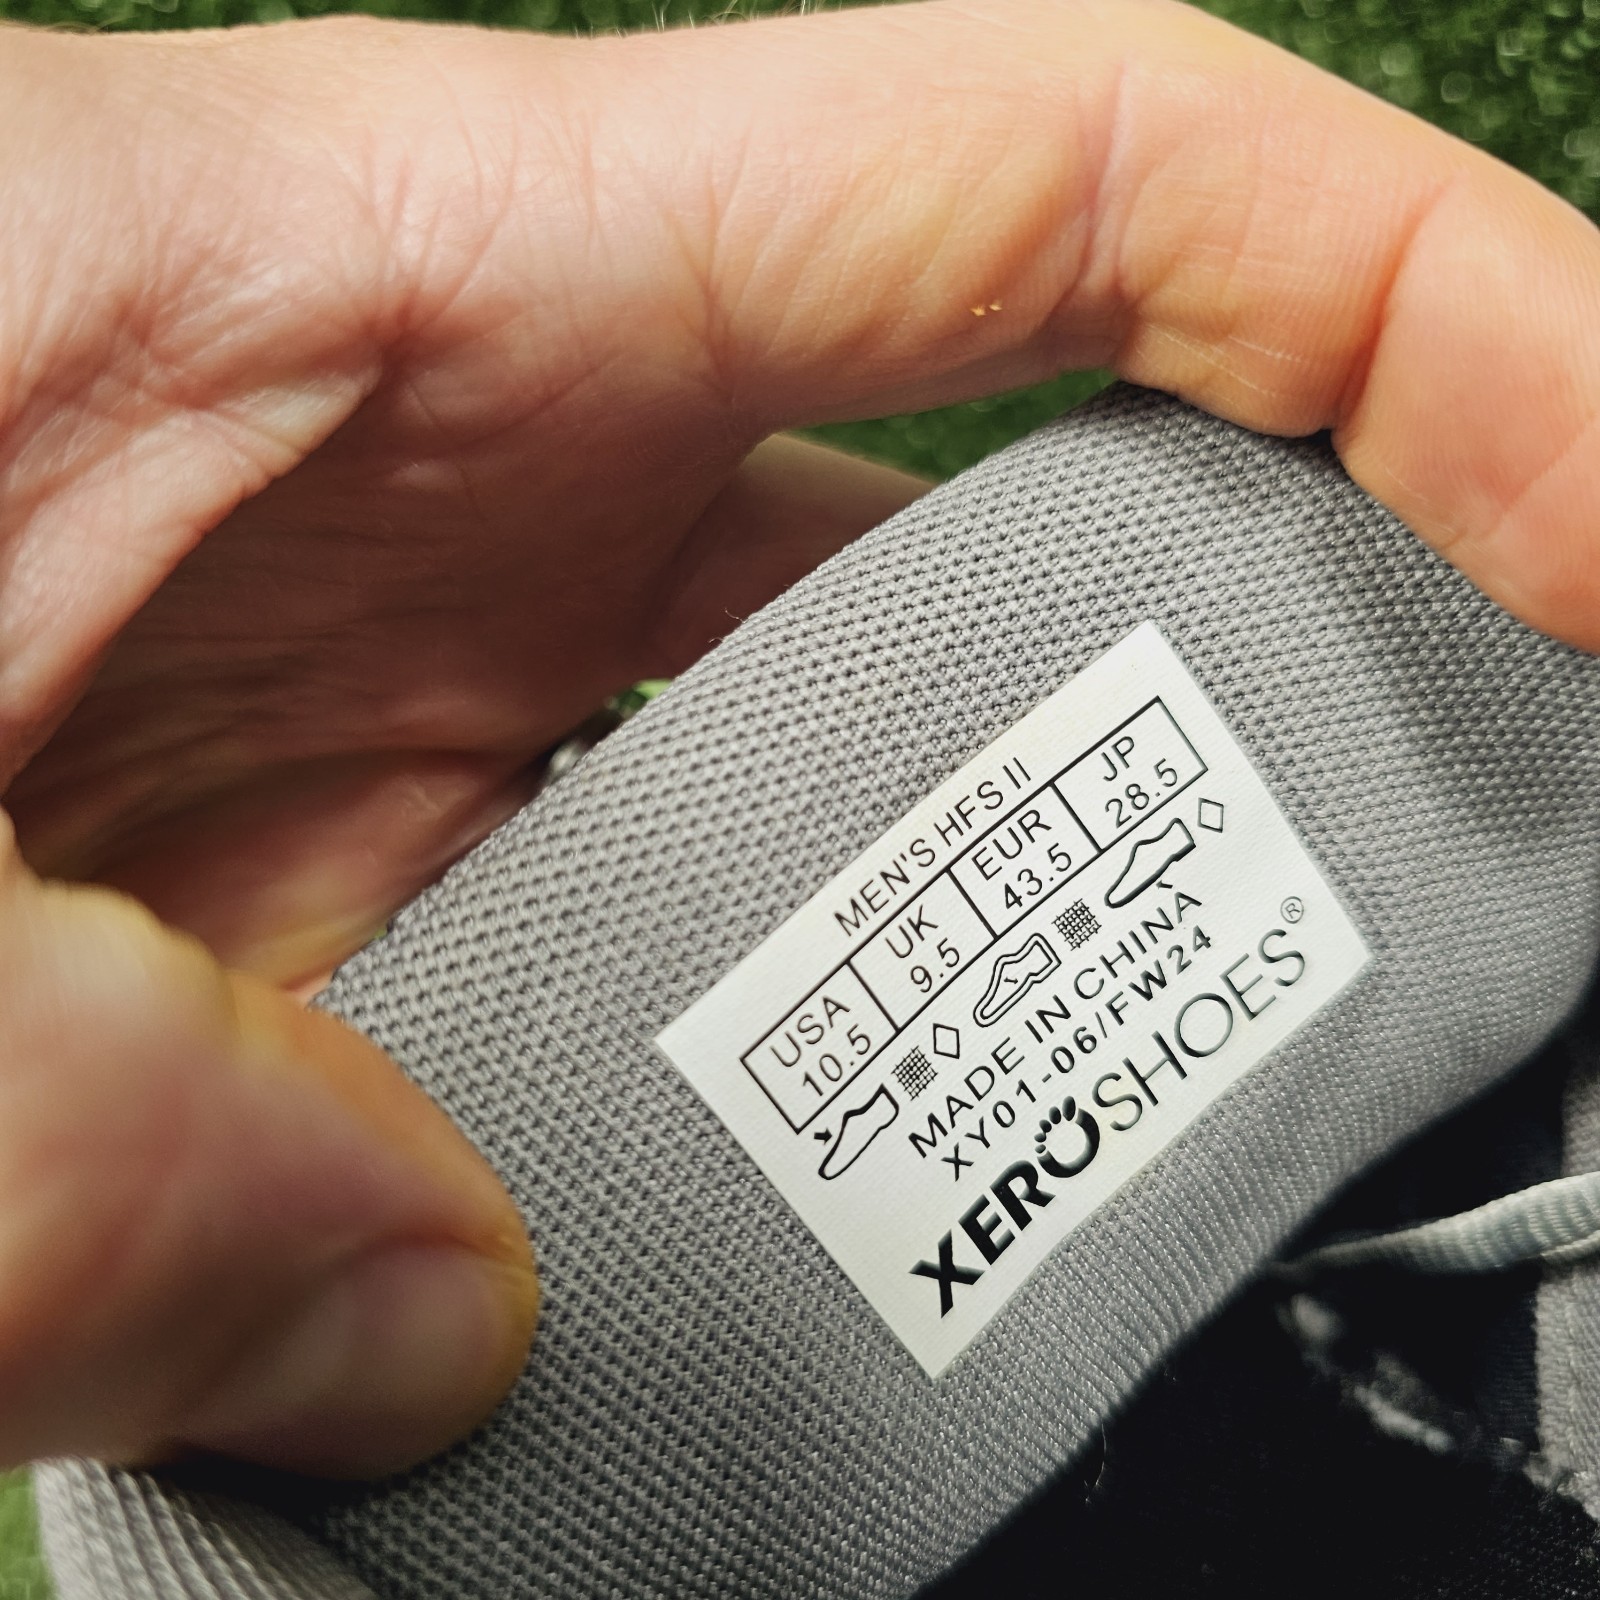 MEN'S HFS II
USA UK EUR JP
10.5 9.5 43.5 28.5
MADE IN CHINA
XY01-06/FW24
XEROSHOES®